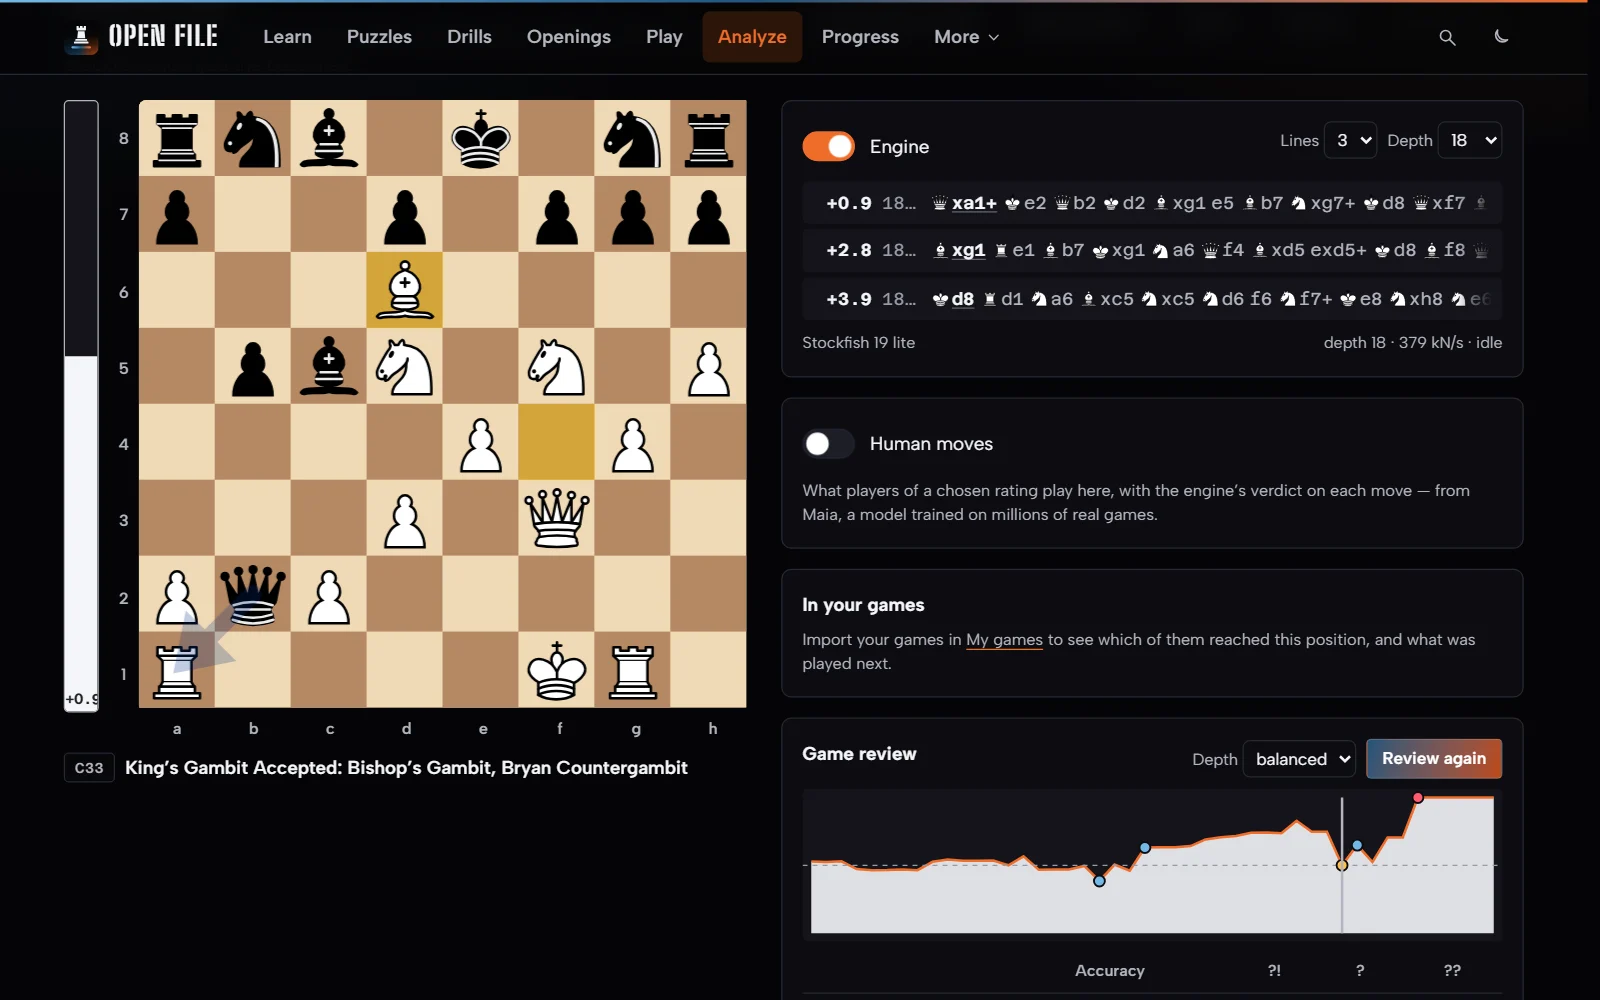 OPEN FILE Learn Puzzles Drills Openings Play Analyze Progress More
8
7
6
5
4
3
2
1
+0.9
a b c d e f g h
C33 King’s Gambit Accepted: Bishop’s Gambit, Bryan Countergambit
Engine Lines 3 Depth 18
+0.9 18… xa1+ e2 b2 d2 xg1 e5 b7 xg7+ d8 xf7
+2.8 18… xg1 e1 b7 xg1 a6 f4 xd5 exd5+ d8 f8
+3.9 18… d8 d1 a6 xc5 xc5 d6 f6 f7+ e8 xh8 e6
Stockfish 19 lite depth 18 · 379 kN/s · idle
Human moves
What players of a chosen rating play here, with the engine’s verdict on each move — from
Maia, a model trained on millions of real games.
In your games
Import your games in My games to see which of them reached this position, and what was
played next.
Game review Depth balanced Review again
Accuracy ?! ? ??